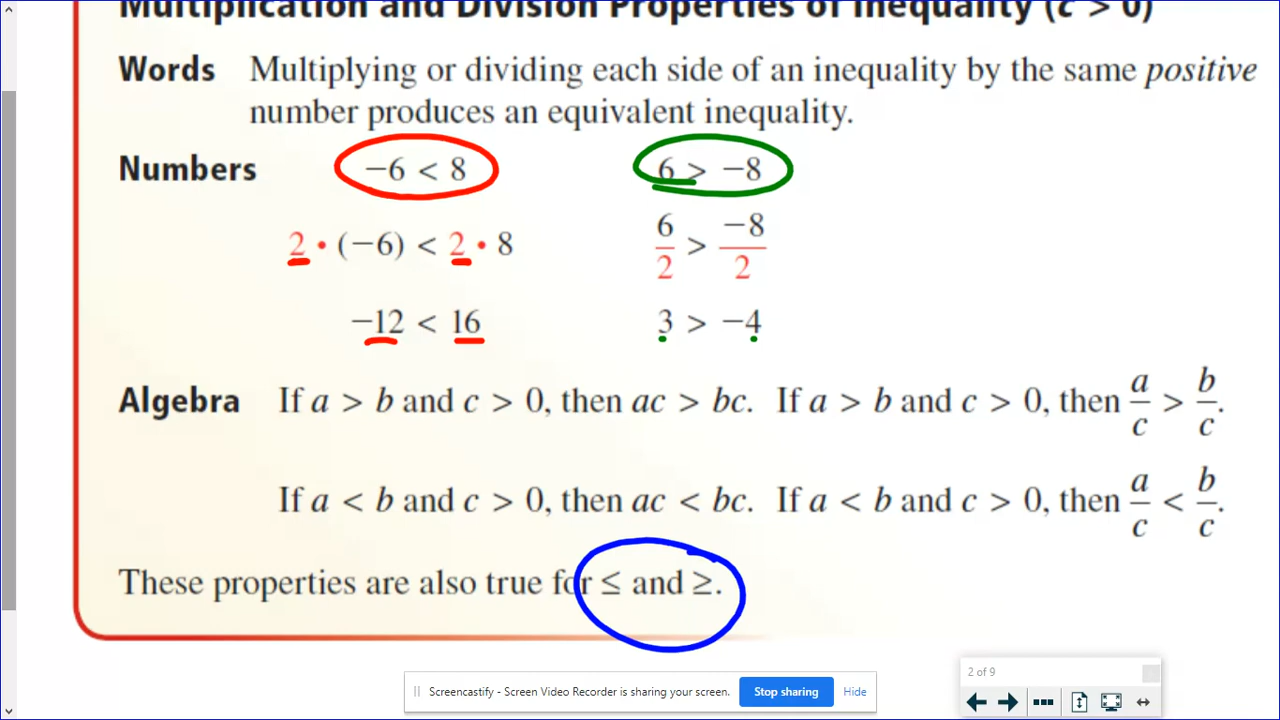 Multiplication and Division Properties of Inequality (c > 0)
Words Multiplying or dividing each side of an inequality by the same positive
number produces an equivalent inequality.
Numbers −6 < 8 6 > −8
2 • (−6) < 2 • 8 6/2 > −8/2
−12 < 16 3 > −4
Algebra If a > b and c > 0, then ac > bc. If a > b and c > 0, then a/c > b/c.
If a < b and c > 0, then ac < bc. If a < b and c > 0, then a/c < b/c.
These properties are also true for ≤ and ≥.
2 of 9
Screencastify - Screen Video Recorder is sharing your screen. Stop sharing Hide